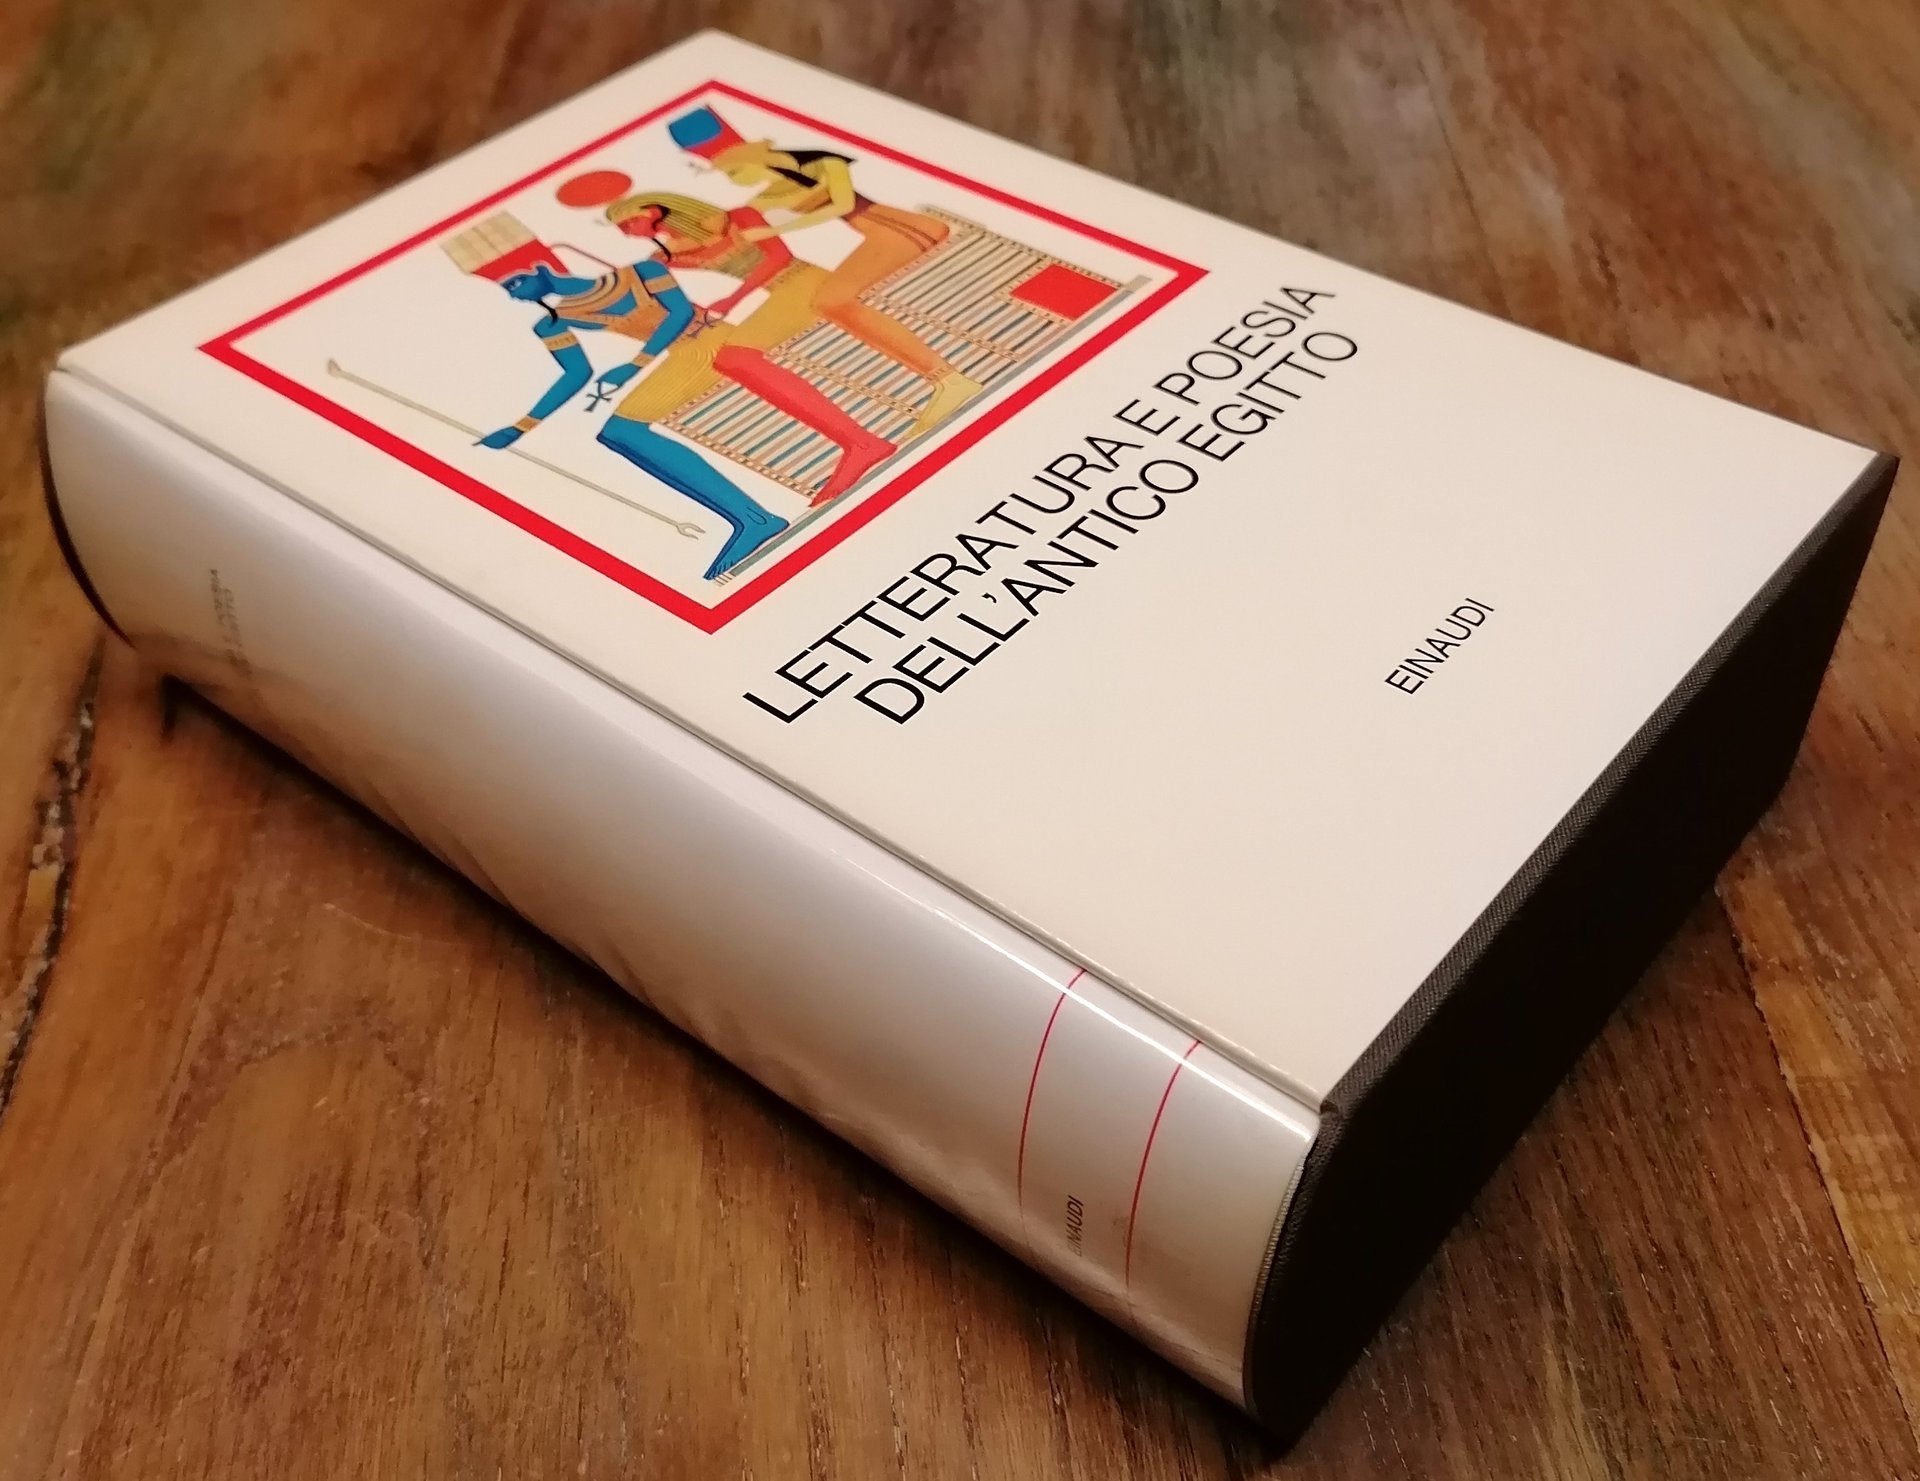 LETTERATURA E POESIA
DELL'ANTICO EGITTO
EINAUDI
EINAUDI